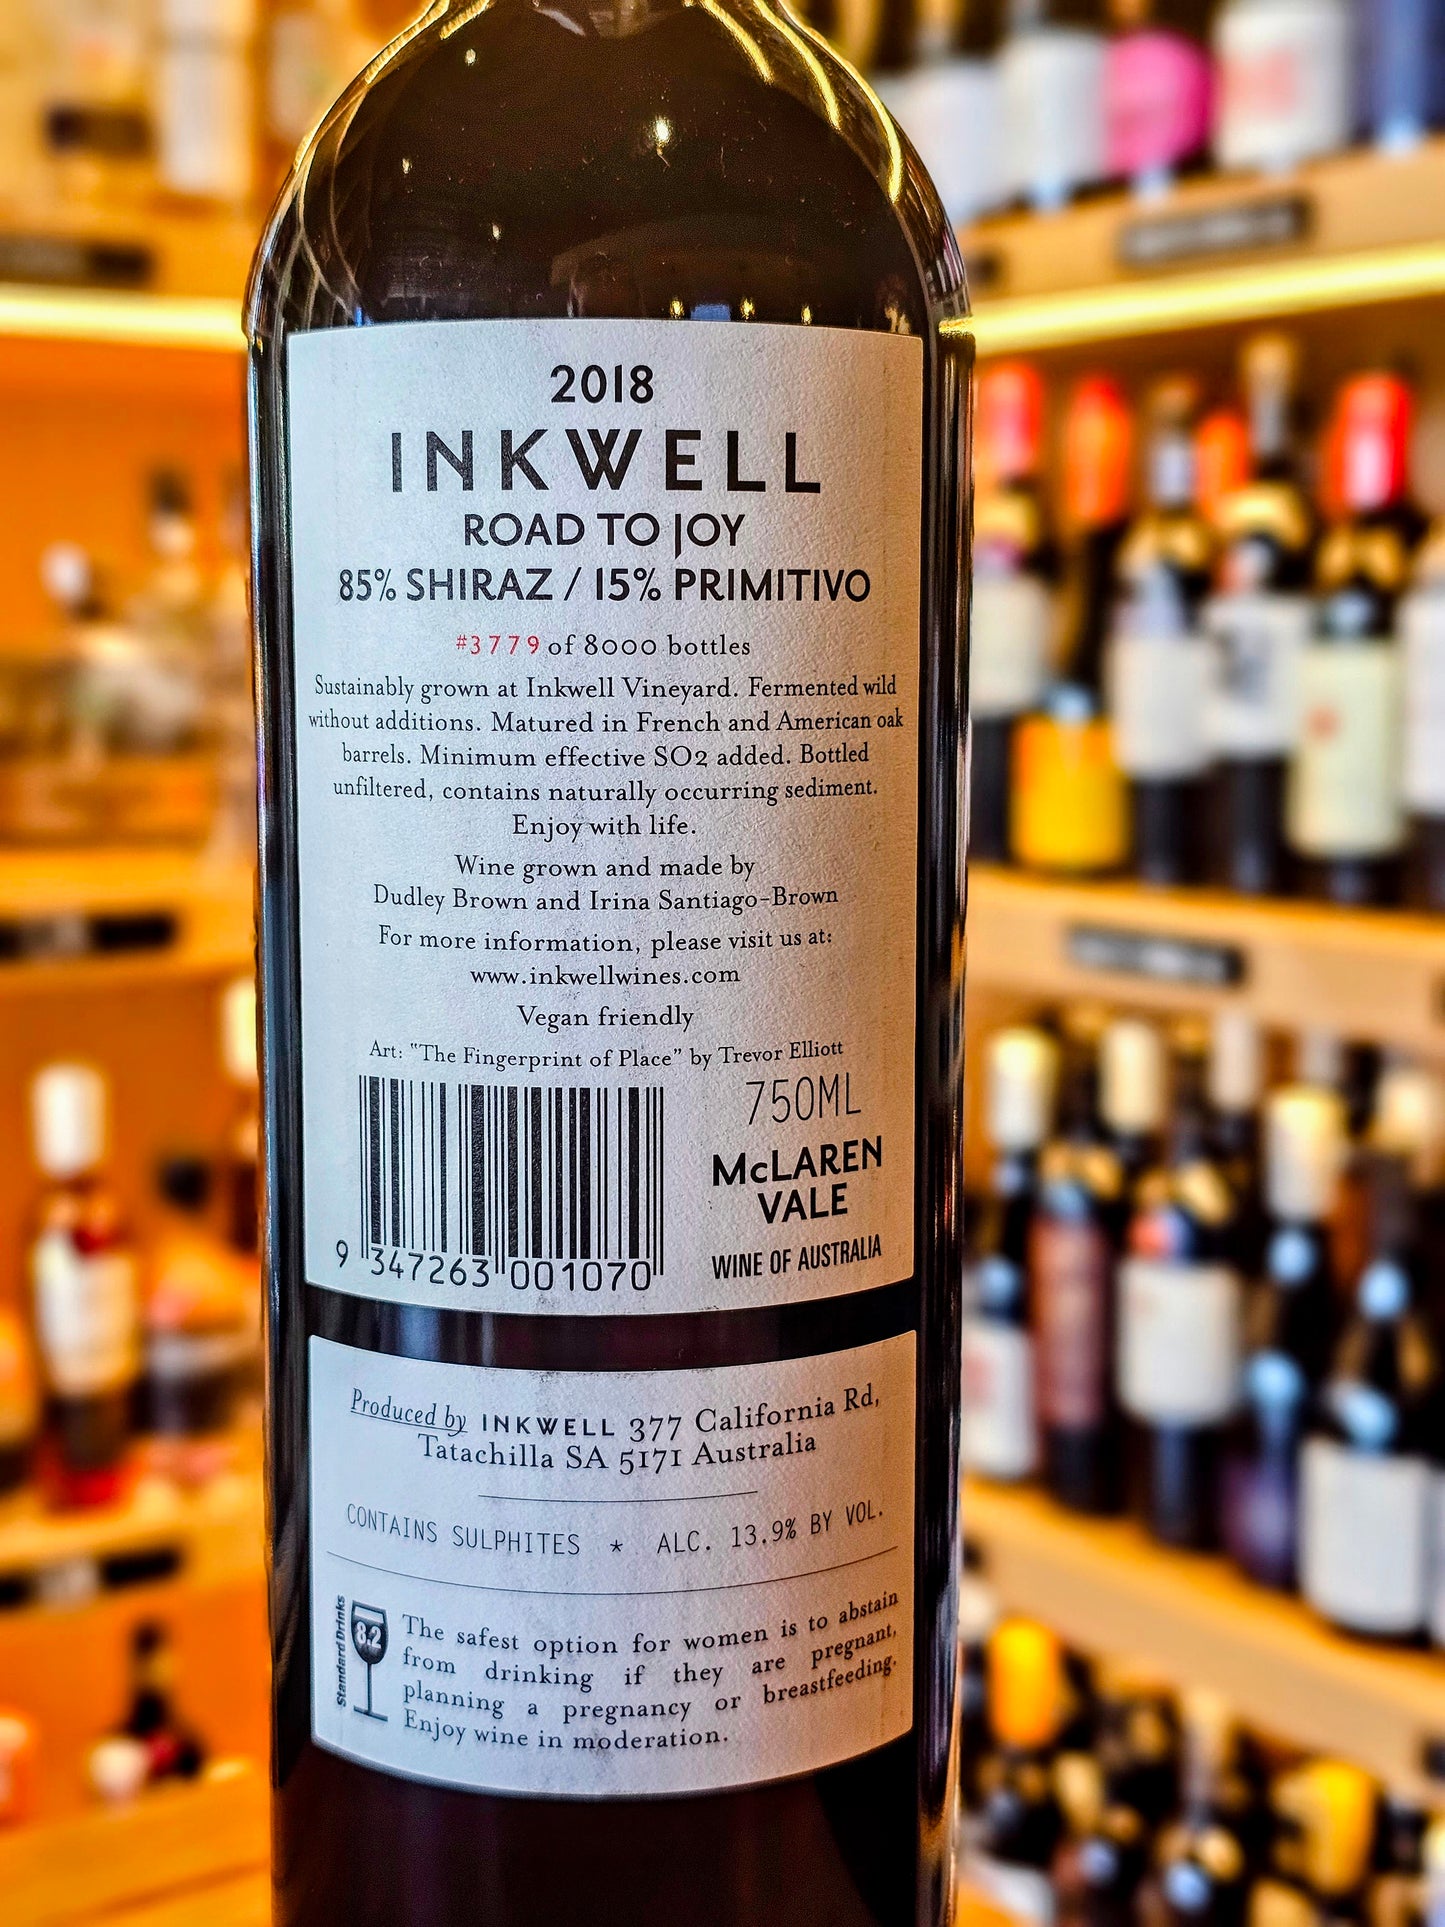 2018
INKWELL
ROAD TO JOY
85% SHIRAZ / 15% PRIMITIVO
#3779 of 8000 bottles
Sustainably grown at Inkwell Vineyard. Fermented wild
without additions. Matured in French and American oak
barrels. Minimum effective SO2 added. Bottled
unfiltered, contains naturally occurring sediment.
Enjoy with life.
Wine grown and made by
Dudley Brown and Irina Santiago-Brown
For more information, please visit us at:
www.inkwellwines.com
Vegan friendly
Art: "The Fingerprint of Place" by Trevor Elliott
750ML
McLAREN
VALE
WINE OF AUSTRALIA
9 347263 001070
Produced by INKWELL 377 California Rd,
Tatachilla SA 5171 Australia
CONTAINS SULPHITES * ALC. 13.9% BY VOL.
Standard Drinks
8.2
The safest option for women is to abstain
from drinking if they are pregnant,
planning a pregnancy or breastfeeding.
Enjoy wine in moderation.